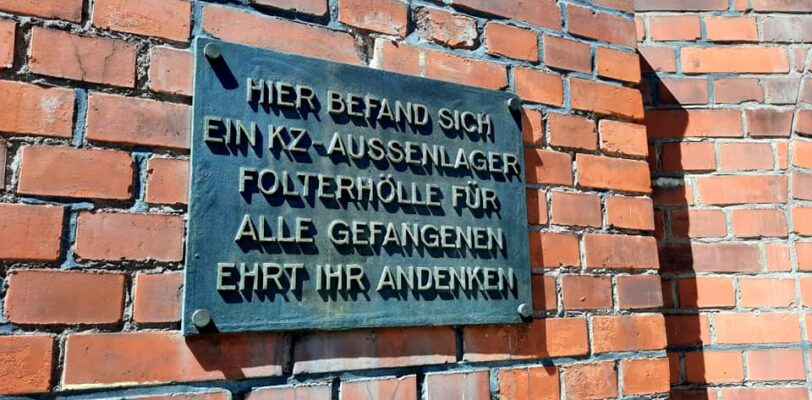 HIER BEFAND SICH
EIN KZ-AUSSENLAGER
FOLTERHÖLLE FÜR
ALLE GEFANGENEN
EHRT IHR ANDENKEN